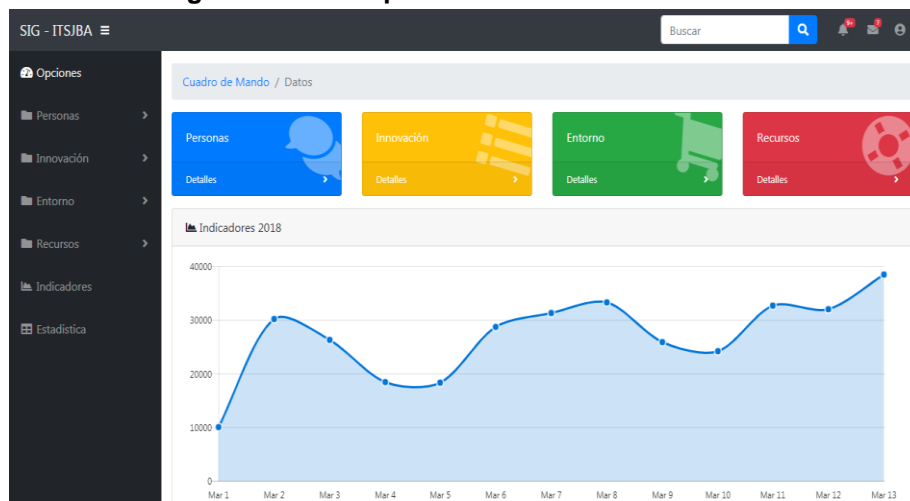 SIG - ITSJBA
Buscar
9+
7
Opciones
Personas
Innovación
Entorno
Recursos
Indicadores
Estadística
Cuadro de Mando / Datos
Personas
Detalles
Innovación
Detalles
Entorno
Detalles
Recursos
Detalles
Indicadores 2018
40000
30000
20000
10000
0
Mar 1 Mar 2 Mar 3 Mar 4 Mar 5 Mar 6 Mar 7 Mar 8 Mar 9 Mar 10 Mar 11 Mar 12 Mar 13